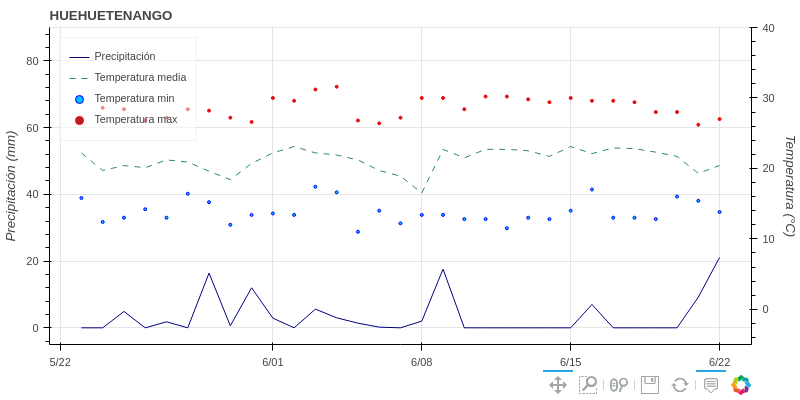 HUEHUETENANGO
Precipitación
Temperatura media
Temperatura min
Temperatura max
Precipitación (mm)
80
60
40
20
0
Temperatura (°C)
40
30
20
10
0
5/22
6/01
6/08
6/15
6/22